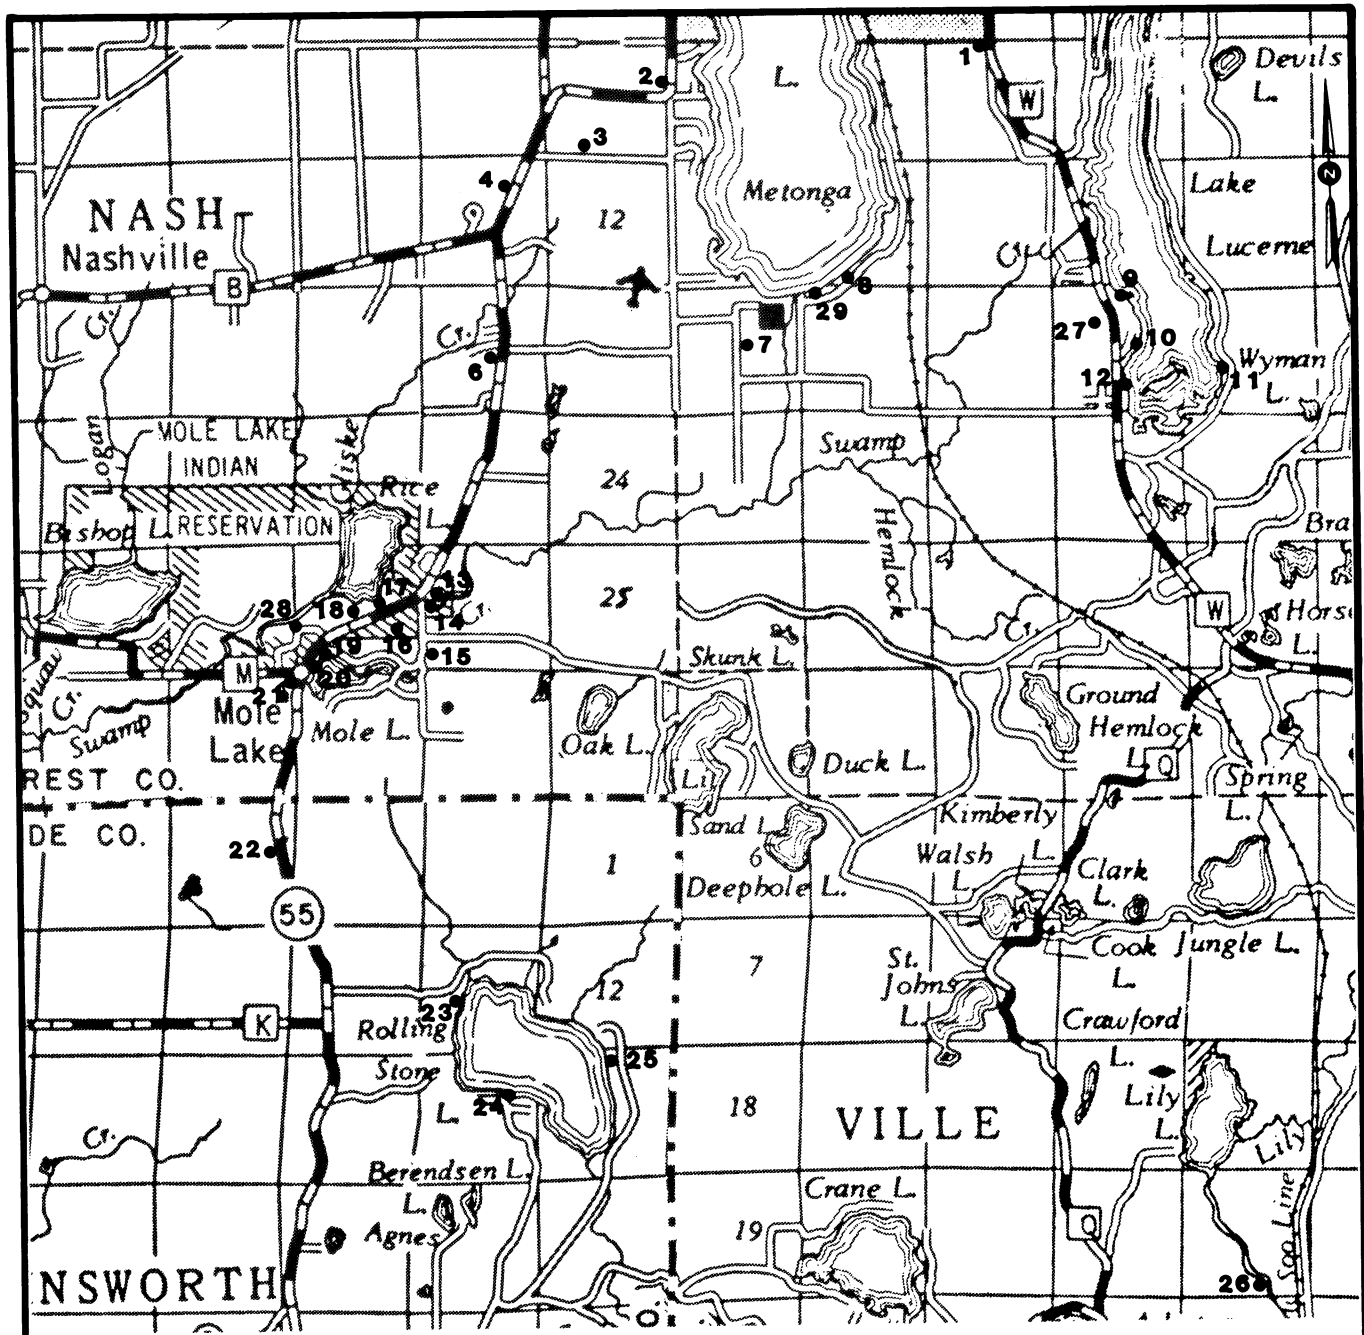 1
Devils
L.
2
L.
W
3
4
Metonga
Lake
12
N
NASH
Nashville
Lucerne
Cr.
B
9
8
29
27
10
Cr.
Cr.
7
6
12
11
Wyman
L.
MOLE LAKE
INDIAN
Logan
Swamp
Rice
L.
24
Bishop L.
RESERVATION
Hemlock
25
13
17
28
18
14
Cr.
W
Horse
L.
19
16
15
Cr.
Skunk L.
M
20
21
Cr.
Swamp
Mole
Lake
Mole L.
Oak L.
Ground
Hemlock
L.
Duck L.
Q
REST CO.
Spring
L.
DE CO.
Sand L.
Kimberly
L.
22
1
6
Walsh
L.
Deephole L.
Clark
L.
55
7
Cook
L.
Jungle L.
St.
Johns
L.
12
23
K
Rolling
Stone
L.
Crawford
L.
25
24
18
VILLE
Lily
L.
Cr.
Lily
Berendsen L.
L.
Agnes
Crane L.
19
Q
Soo Line
NSWORTH
26